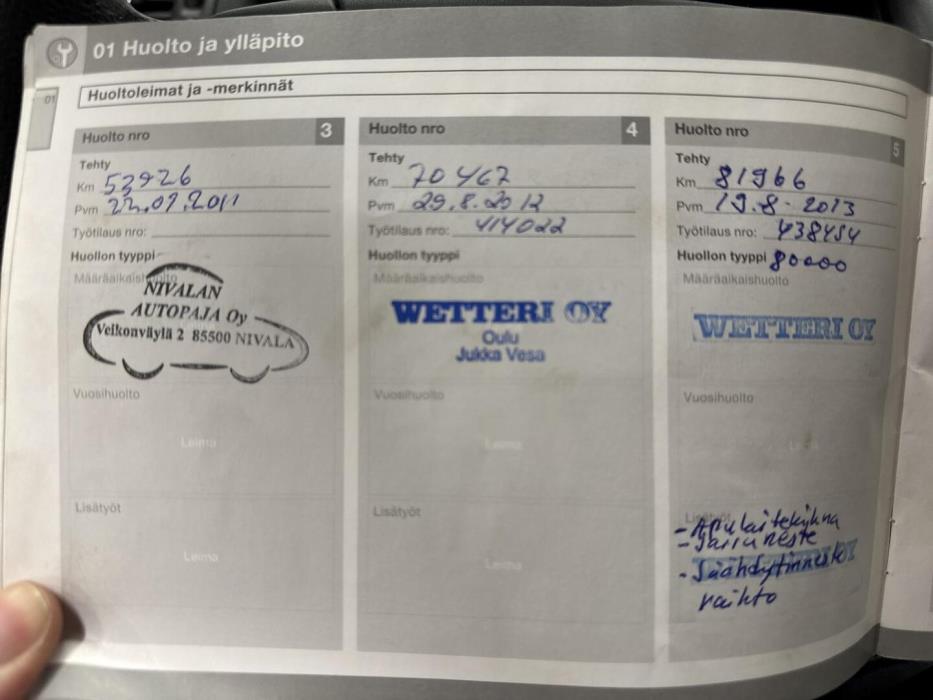 01 Huolto ja ylläpito
01
Huoltoleimat ja -merkinnät
Huolto nro 3
Tehty
Km 53926
Pvm 22.07.2011
Työtilaus nro:
Huollon tyyppi
Määräaikaishuolto
NIVALAN
AUTOPAJA Oy
Velkonväylä 2 85500 NIVALA
Vuosihuolto
Leima
Lisätyöt
Leima
Huolto nro 4
Tehty
Km 70467
Pvm 29.8.2012
Työtilaus nro: 414022
Huollon tyyppi
Määräaikaishuolto
WETTERI OY
Oulu
Jukka Vesa
Vuosihuolto
Leima
Lisätyöt
Leima
Huolto nro 5
Tehty
Km 81966
Pvm 19.8-2013
Työtilaus nro: 438454
Huollon tyyppi 80000
Määräaikaishuolto
WETTERI OY
Vuosihuolto
Lisätyöt
- Apulaitehihna
- Jarruneste
WETTERI OY
- Jäähdytinneste
vaihto